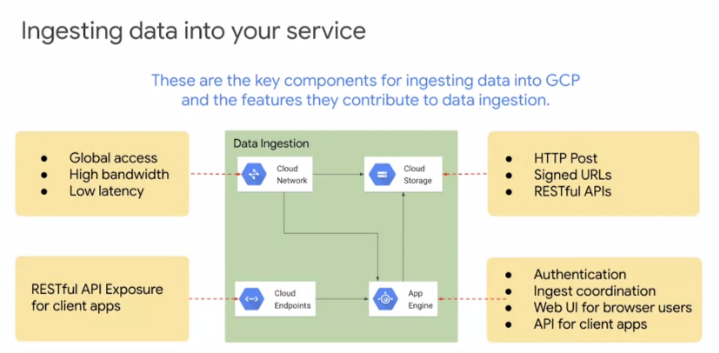 Ingesting data into your service
These are the key components for ingesting data into GCP
and the features they contribute to data ingestion.
● Global access
● High bandwidth
● Low latency
Data Ingestion
Cloud
Network
Cloud
Storage
● HTTP Post
● Signed URLs
● RESTful APIs
RESTful API Exposure
for client apps
Cloud
Endpoints
App
Engine
● Authentication
● Ingest coordination
● Web UI for browser users
● API for client apps